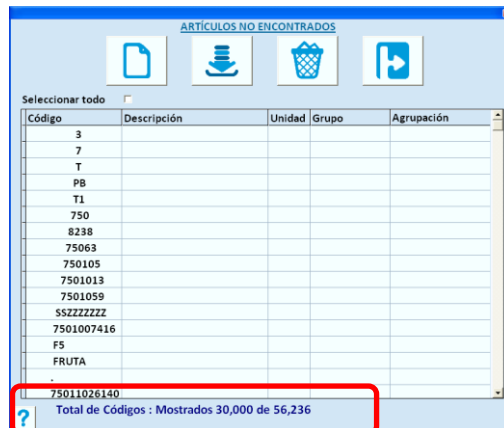 ARTÍCULOS NO ENCONTRADOS
Seleccionar todo
Código Descripción Unidad Grupo Agrupación
3
7
T
PB
T1
750
8238
75063
750105
7501013
7501059
SSZZZZZZZ
7501007416
F5
FRUTA
.
75011026140
? Total de Códigos : Mostrados 30,000 de 56,236